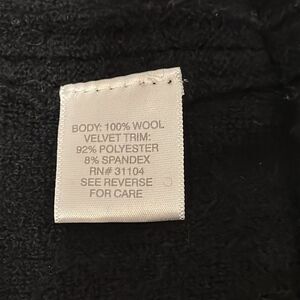 BODY: 100% WOOL
VELVET TRIM:
92% POLYESTER
8% SPANDEX
RN# 31104
SEE REVERSE
FOR CARE